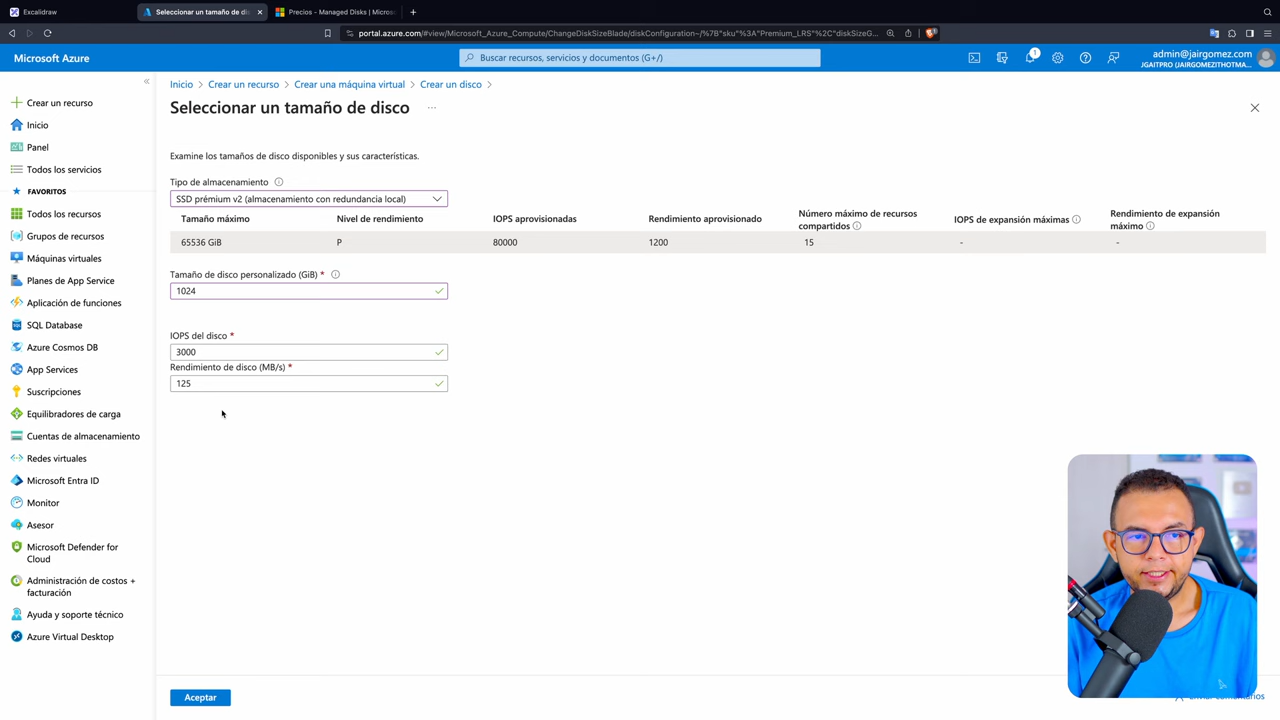 Excalidraw
Seleccionar un tamaño de di
Precios - Managed Disks | Micros
portal.azure.com/#view/Microsoft_Azure_Compute/ChangeDiskSizeBlade/diskConfiguration~/%7B"sku"%3A"Premium_LRS"%2C"diskSizeG...
Microsoft Azure
Buscar recursos, servicios y documentos (G+/)
1
admin@jairgomez.com
JGAITPRO (JAIRGOMEZITHOTMA...
Inicio > Crear un recurso > Crear una máquina virtual > Crear un disco >
Seleccionar un tamaño de disco ...
Crear un recurso
Inicio
Panel
Todos los servicios
FAVORITOS
Todos los recursos
Grupos de recursos
Máquinas virtuales
Planes de App Service
Aplicación de funciones
SQL Database
Azure Cosmos DB
App Services
Suscripciones
Equilibradores de carga
Cuentas de almacenamiento
Redes virtuales
Microsoft Entra ID
Monitor
Asesor
Microsoft Defender for
Cloud
Administración de costos +
facturación
Ayuda y soporte técnico
Azure Virtual Desktop
Examine los tamaños de disco disponibles y sus características.
Tipo de almacenamiento
SSD prémium v2 (almacenamiento con redundancia local)
Tamaño máximo Nivel de rendimiento IOPS aprovisionadas Rendimiento aprovisionado Número máximo de recursos compartidos IOPS de expansión máximas Rendimiento de expansión máximo
65536 GiB P 80000 1200 15 - -
Tamaño de disco personalizado (GiB) *
1024
IOPS del disco *
3000
Rendimiento de disco (MB/s) *
125
Aceptar